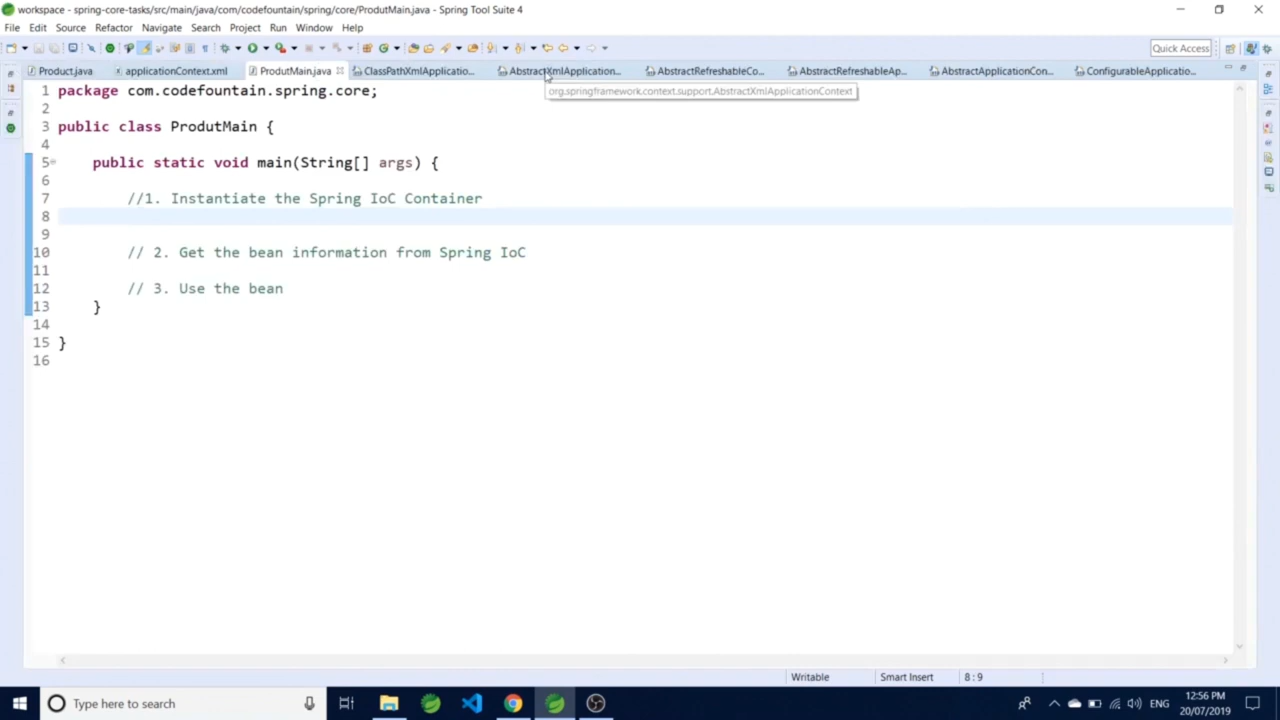 workspace - spring-core-tasks/src/main/java/com/codefountain/spring/core/ProdutMain.java - Spring Tool Suite 4
File Edit Source Refactor Navigate Search Project Run Window Help
Quick Access
Product.java applicationContext.xml ProdutMain.java ClassPathXmlApplicatio... AbstractXmlApplication... AbstractRefreshableCo... AbstractRefreshableAp... AbstractApplicationCon... ConfigurableApplicatio...
org.springframework.context.support.AbstractXmlApplicationContext
1 package com.codefountain.spring.core;
2
3 public class ProdutMain {
4
5 public static void main(String[] args) {
6
7 //1. Instantiate the Spring IoC Container
8
9
10 // 2. Get the bean information from Spring IoC
11
12 // 3. Use the bean
13 }
14
15 }
16
Writable Smart Insert 8:9
Type here to search
ENG
12:56 PM
20/07/2019